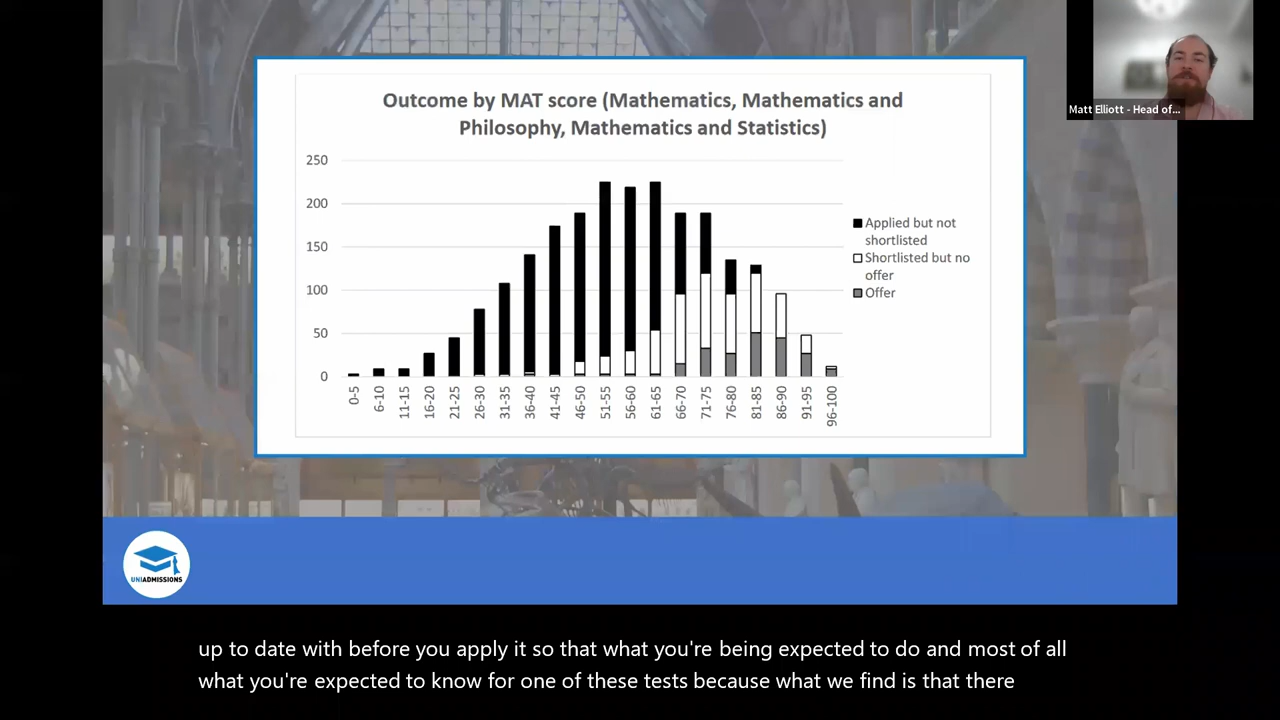 Outcome by MAT score (Mathematics, Mathematics and
Philosophy, Mathematics and Statistics)
250
200
150
100
50
0
0-5
6-10
11-15
16-20
21-25
26-30
31-35
36-40
41-45
46-50
51-55
56-60
61-65
66-70
71-75
76-80
81-85
86-90
91-95
96-100
Applied but not
shortlisted
Shortlisted but no
offer
Offer
Matt Elliott - Head of...
UNIADMISSIONS
up to date with before you apply it so that what you're being expected to do and most of all
what you're expected to know for one of these tests because what we find is that there